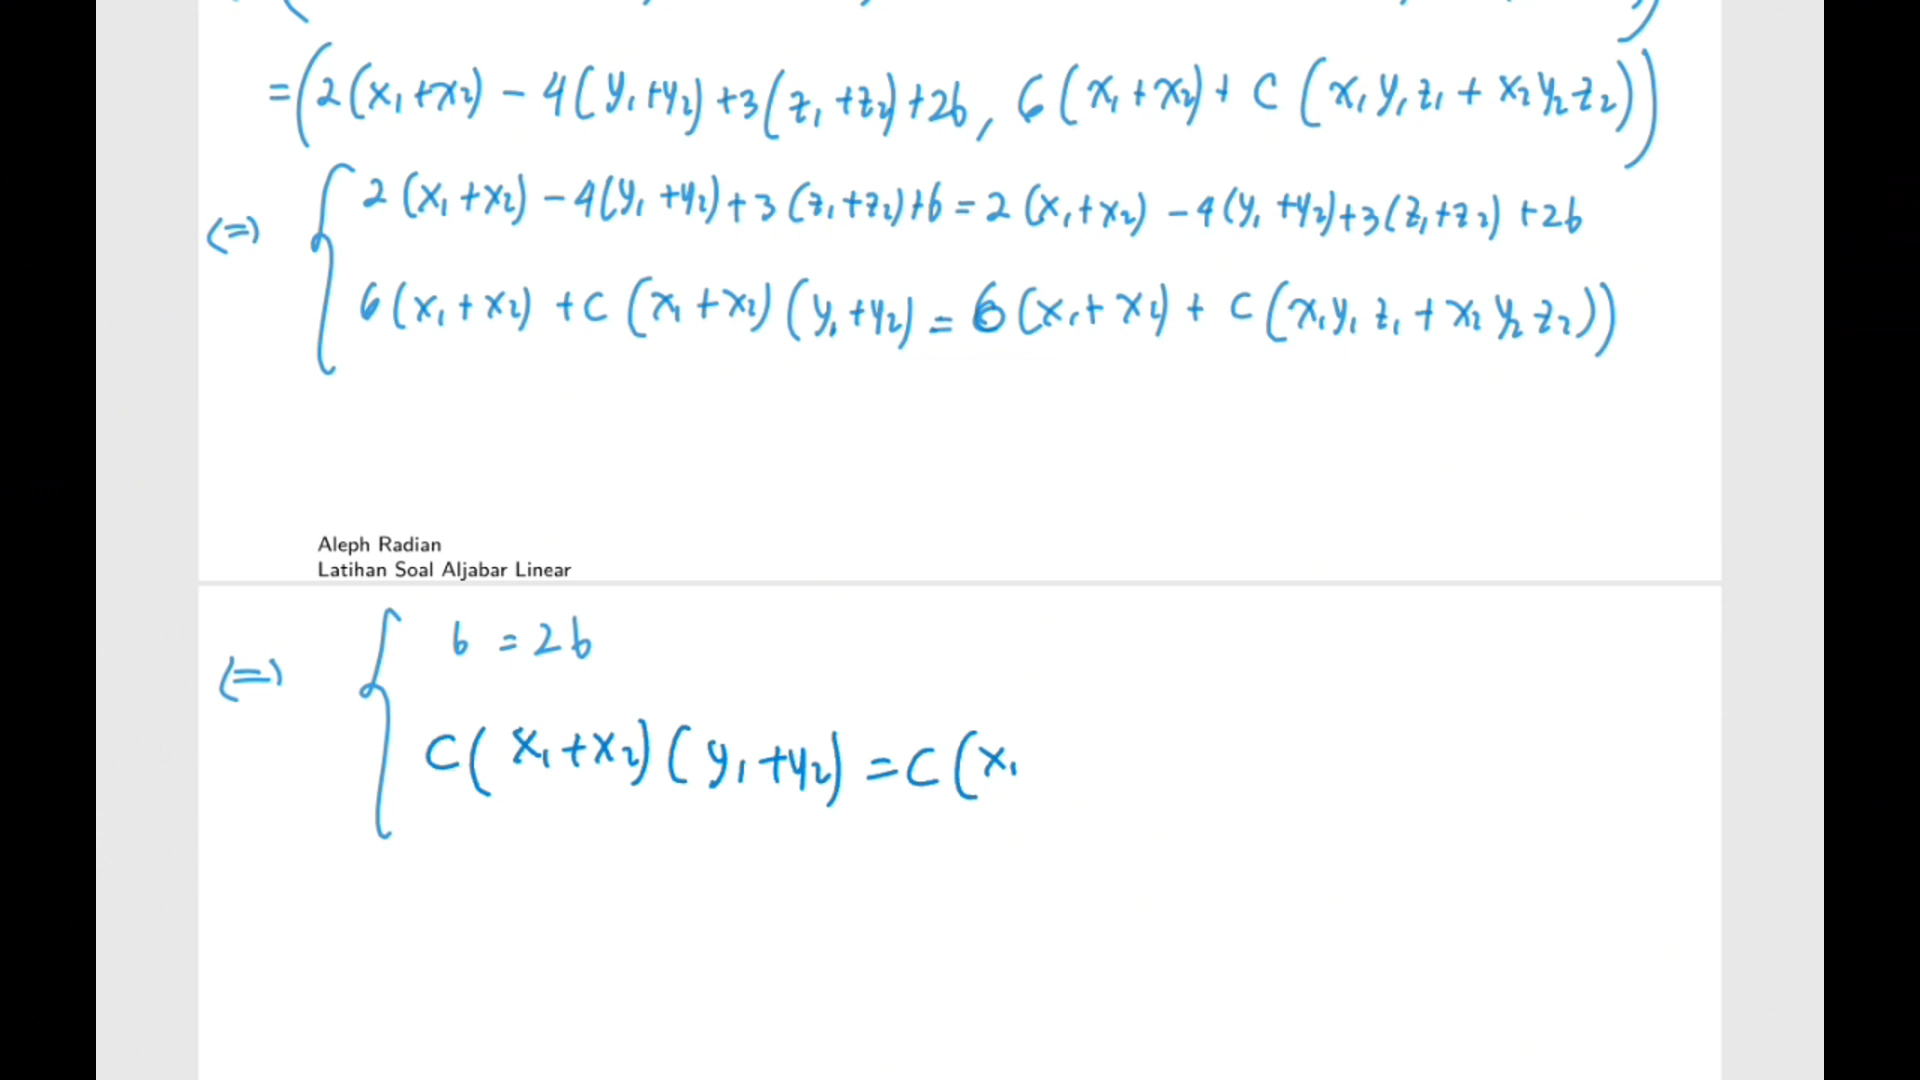 =(2(x₁+x₂) - 4(y₁+y₂)+3(z₁+z₂)+2b, 6(x₁+x₂)+ C(x₁y₁z₁ + x₂y₂z₂))
(=) { 2(x₁+x₂) - 4(y₁+y₂)+3(z₁+z₂)+b = 2(x₁+x₂) - 4(y₁+y₂)+3(z₁+z₂) +2b
6(x₁+x₂) +C(x₁+x₂)(y₁+y₂) = 6(x₁+x₂) + C(x₁y₁z₁ + x₂y₂z₂))
Aleph Radian
Latihan Soal Aljabar Linear
(=) { b = 2b
C(x₁+x₂)(y₁+y₂) = C(x₁